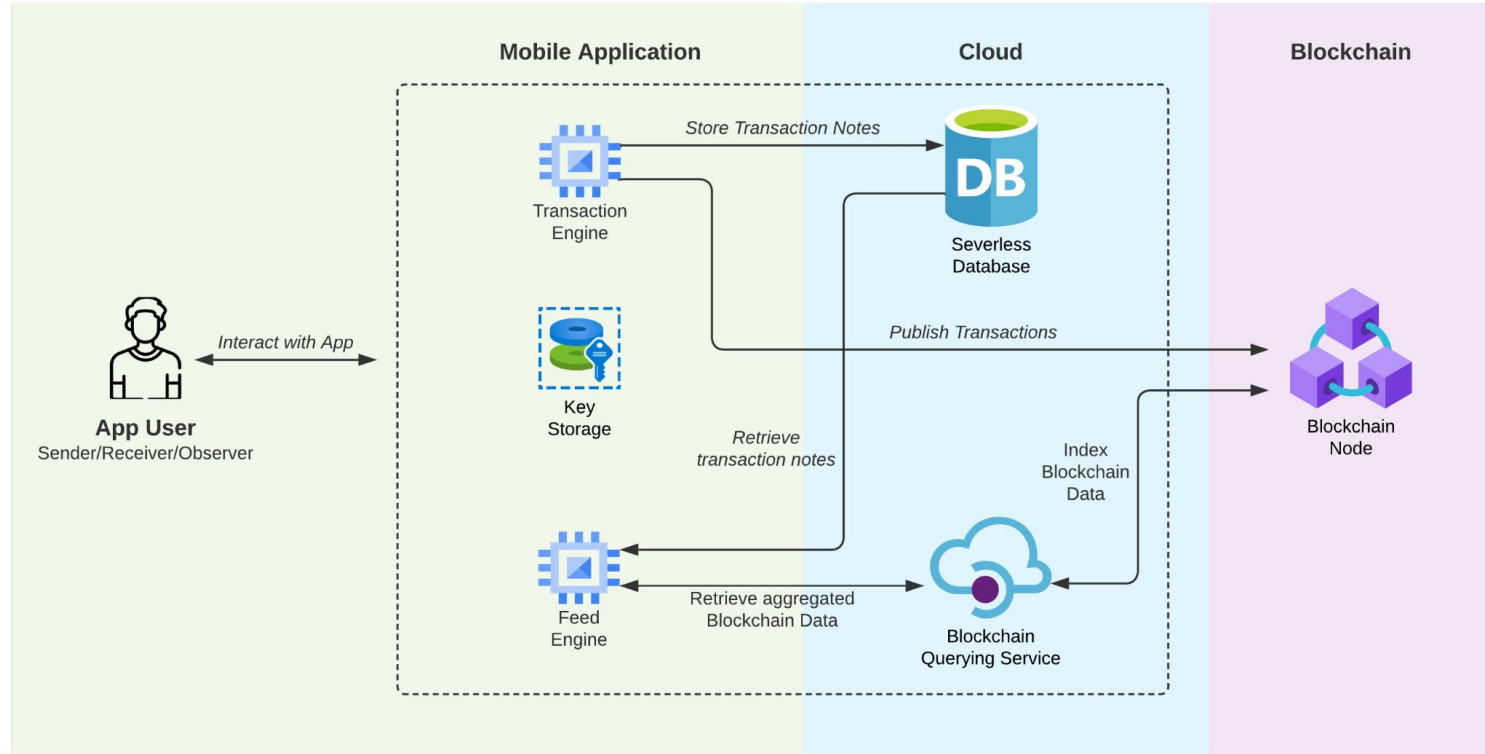 Mobile Application
Cloud
Blockchain
Store Transaction Notes
DB
Transaction
Engine
Severless
Database
Interact with App
Publish Transactions
App User
Sender/Receiver/Observer
Key
Storage
Blockchain
Node
Retrieve
transaction notes
Index
Blockchain
Data
Retrieve aggregated
Blockchain Data
Feed
Engine
Blockchain
Querying Service